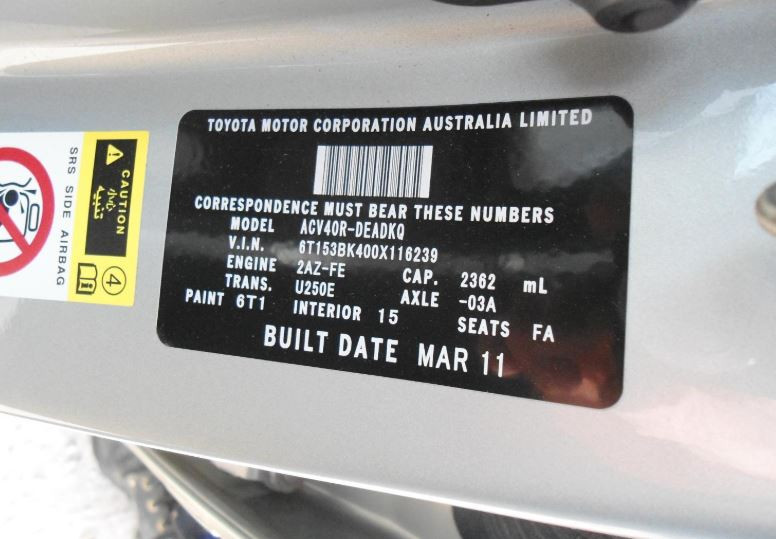 TOYOTA MOTOR CORPORATION AUSTRALIA LIMITED
CORRESPONDENCE MUST BEAR THESE NUMBERS
MODEL ACV40R-DEADKQ
V.I.N. 6T153BK400X116239
ENGINE 2AZ-FE CAP. 2362 mL
TRANS. U250E AXLE -03A
PAINT 6T1 INTERIOR 15 SEATS FA
BUILT DATE MAR 11
CAUTION
تنبيه
SRS SIDE AIRBAG
4